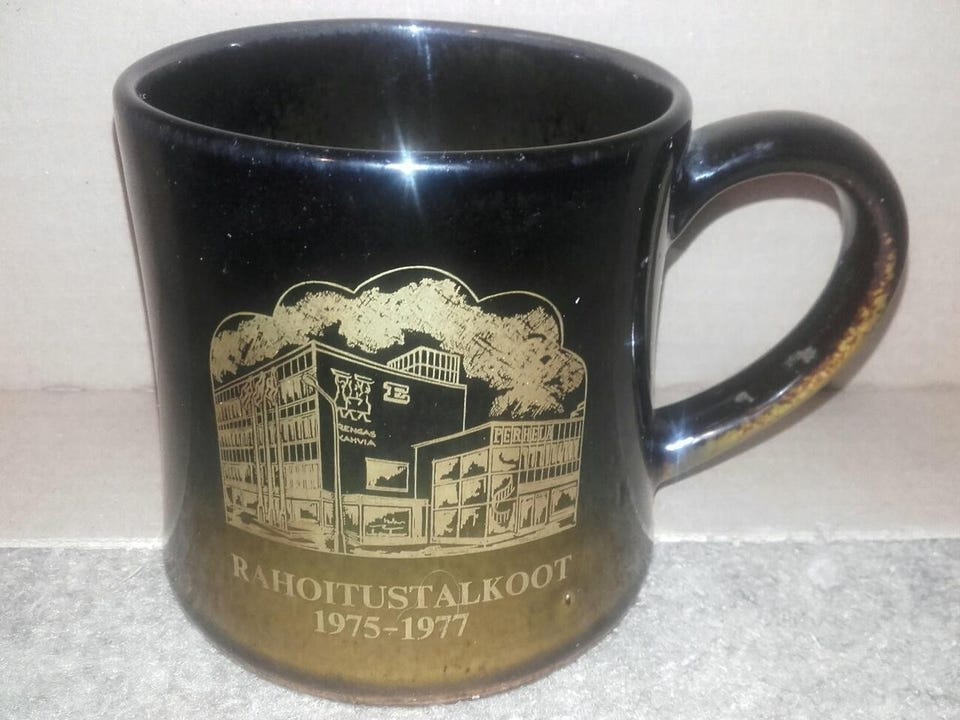 E
RENGAS
KAHVIA
RAHOITUSTALKOOT
1975-1977